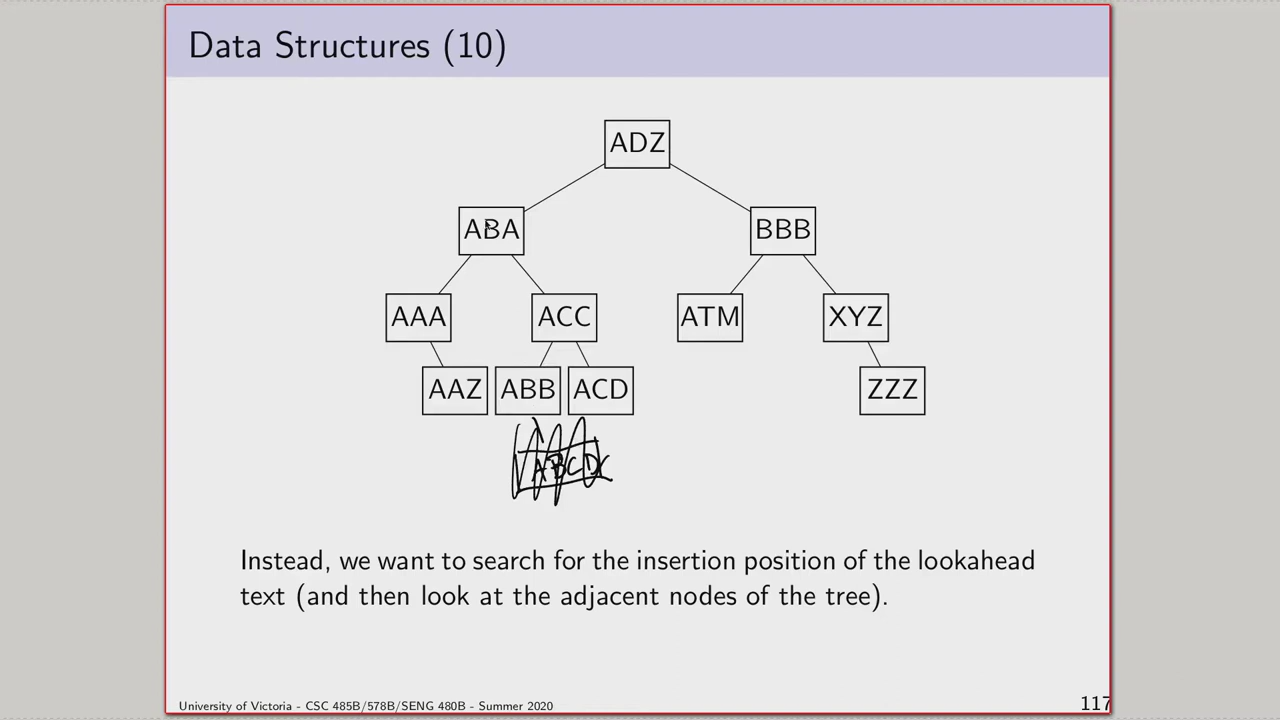 Data Structures (10)
ADZ
ABA BBB
AAA ACC ATM XYZ
AAZ ABB ACD ZZZ
Instead, we want to search for the insertion position of the lookahead
text (and then look at the adjacent nodes of the tree).
University of Victoria - CSC 485B/578B/SENG 480B - Summer 2020 117